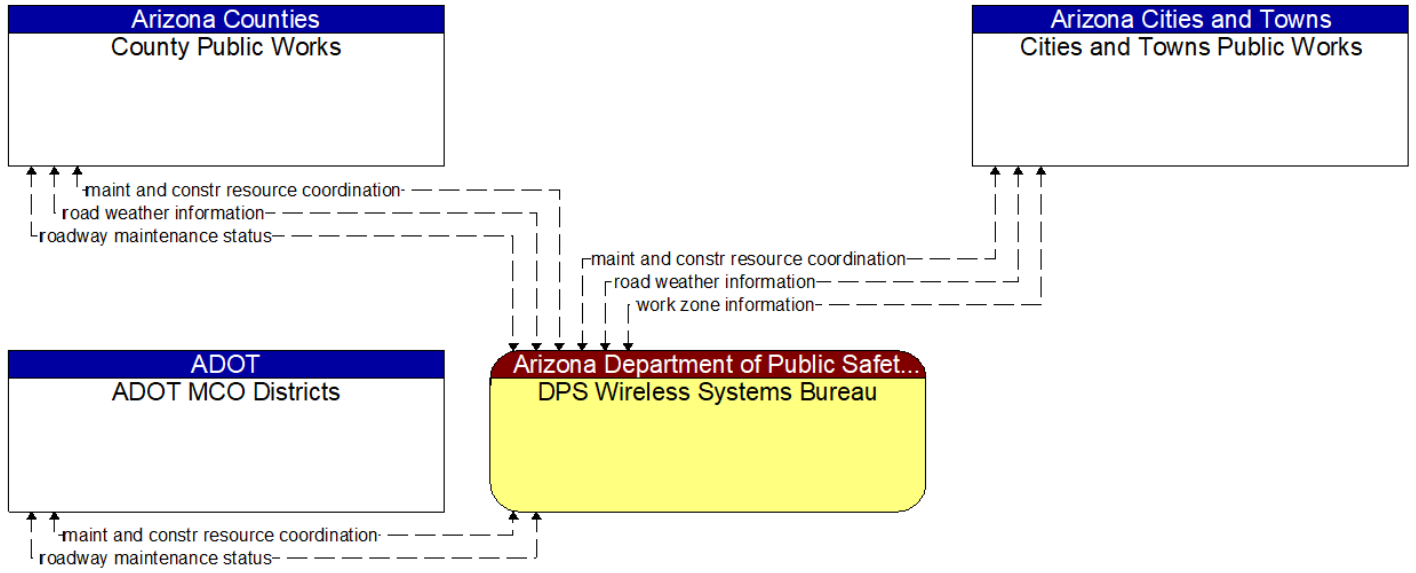 Arizona Counties
County Public Works
Arizona Cities and Towns
Cities and Towns Public Works
maint and constr resource coordination
road weather information
roadway maintenance status
maint and constr resource coordination
road weather information
work zone information
ADOT
ADOT MCO Districts
Arizona Department of Public Safet...
DPS Wireless Systems Bureau
maint and constr resource coordination
roadway maintenance status